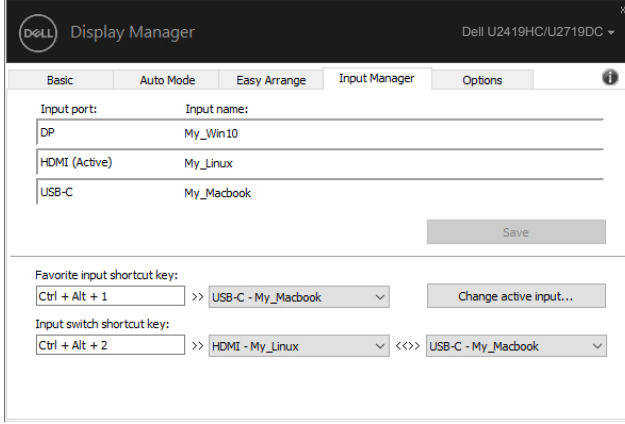 DELL Display Manager Dell U2419HC/U2719DC
Basic Auto Mode Easy Arrange Input Manager Options
Input port: Input name:
DP My_Win10
HDMI (Active) My_Linux
USB-C My_Macbook
Save
Favorite input shortcut key:
Ctrl + Alt + 1 >> USB-C - My_Macbook Change active input...
Input switch shortcut key:
Ctrl + Alt + 2 >> HDMI - My_Linux <<>> USB-C - My_Macbook